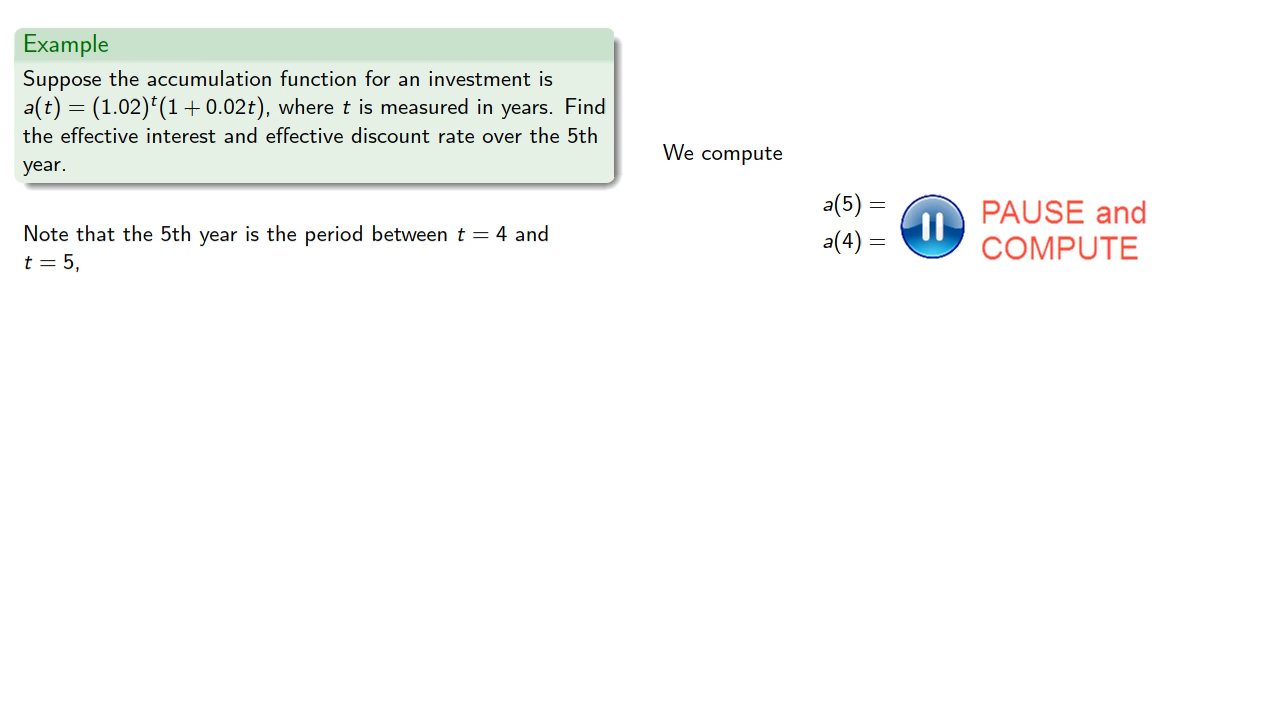 Example
Suppose the accumulation function for an investment is
a(t) = (1.02)ᵗ(1 + 0.02t), where t is measured in years. Find
the effective interest and effective discount rate over the 5th
year.
Note that the 5th year is the period between t = 4 and
t = 5,
We compute
a(5) =
a(4) =
PAUSE and
COMPUTE